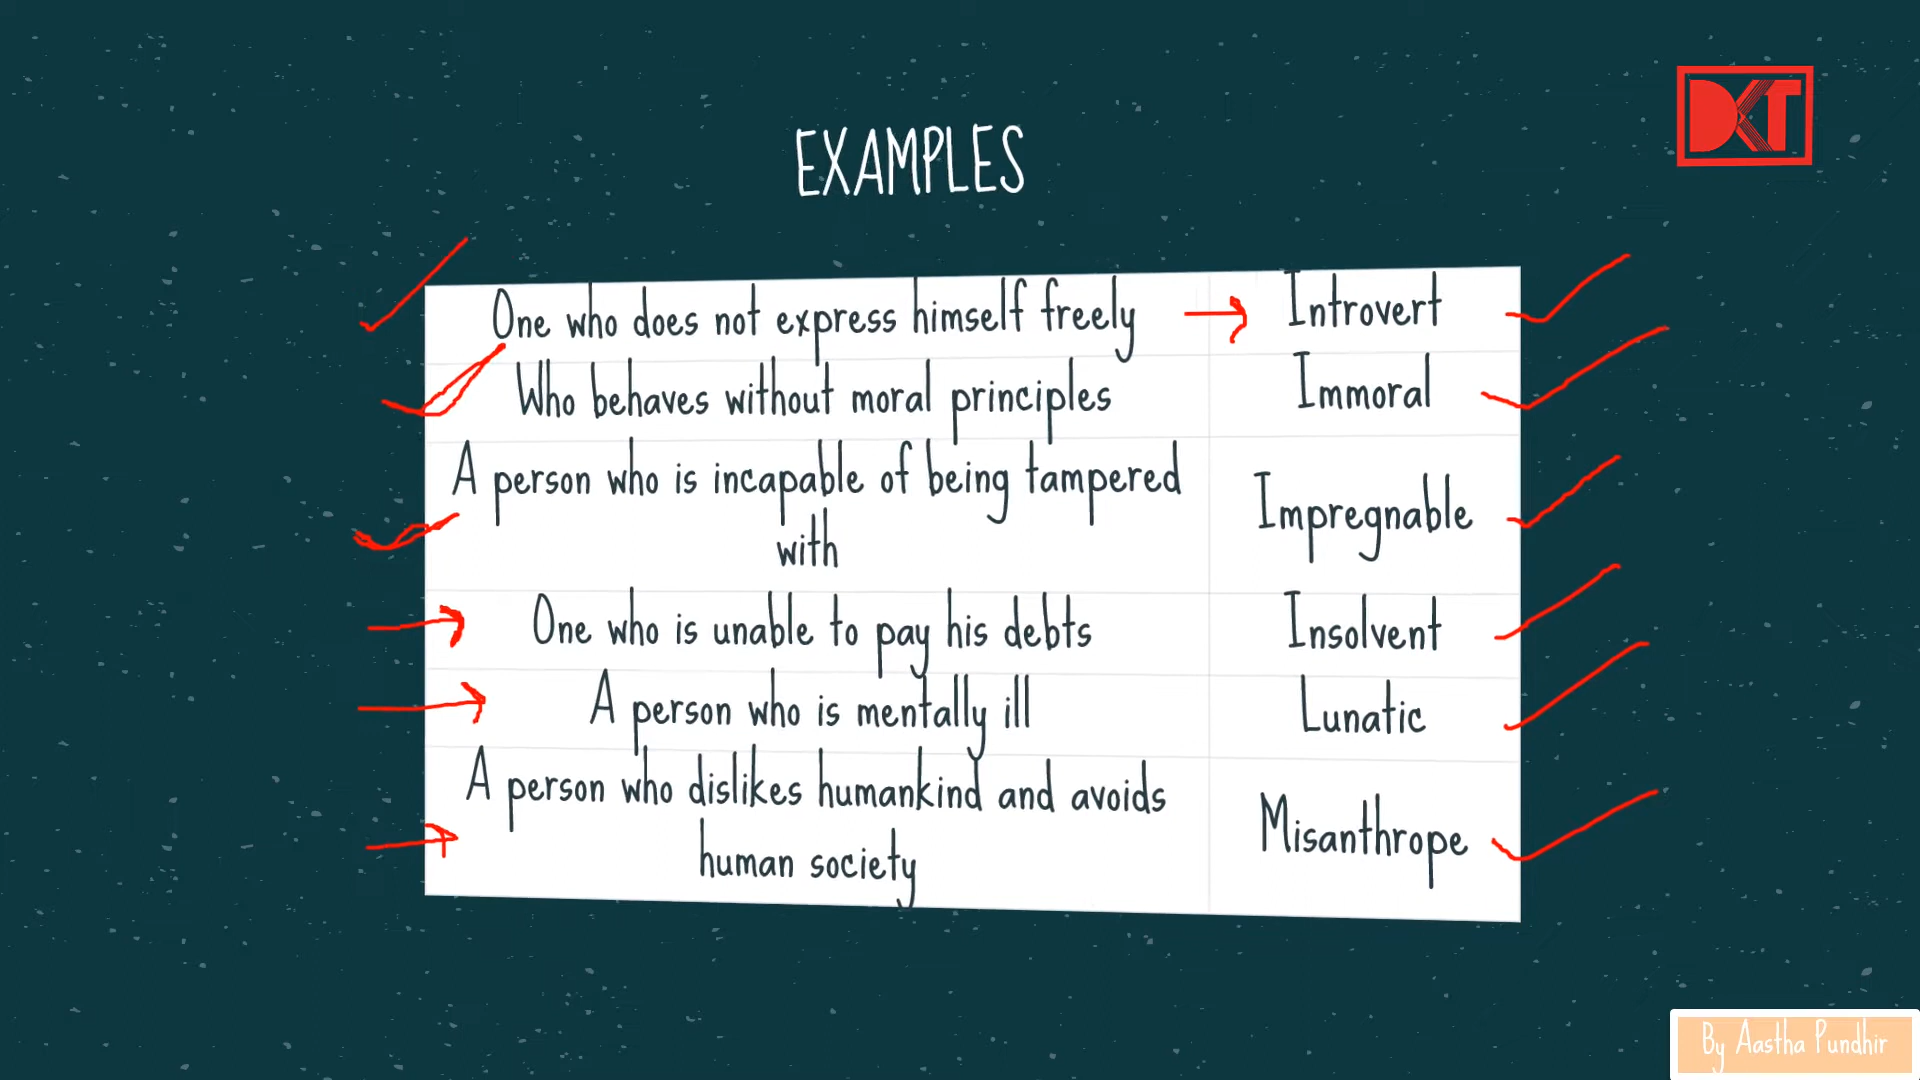 DKT
EXAMPLES
One who does not express himself freely
Introvert
Who behaves without moral principles
Immoral
A person who is incapable of being tampered
with
Impregnable
One who is unable to pay his debts
Insolvent
A person who is mentally ill
Lunatic
A person who dislikes humankind and avoids
human society
Misanthrope
By Aastha Pundhir